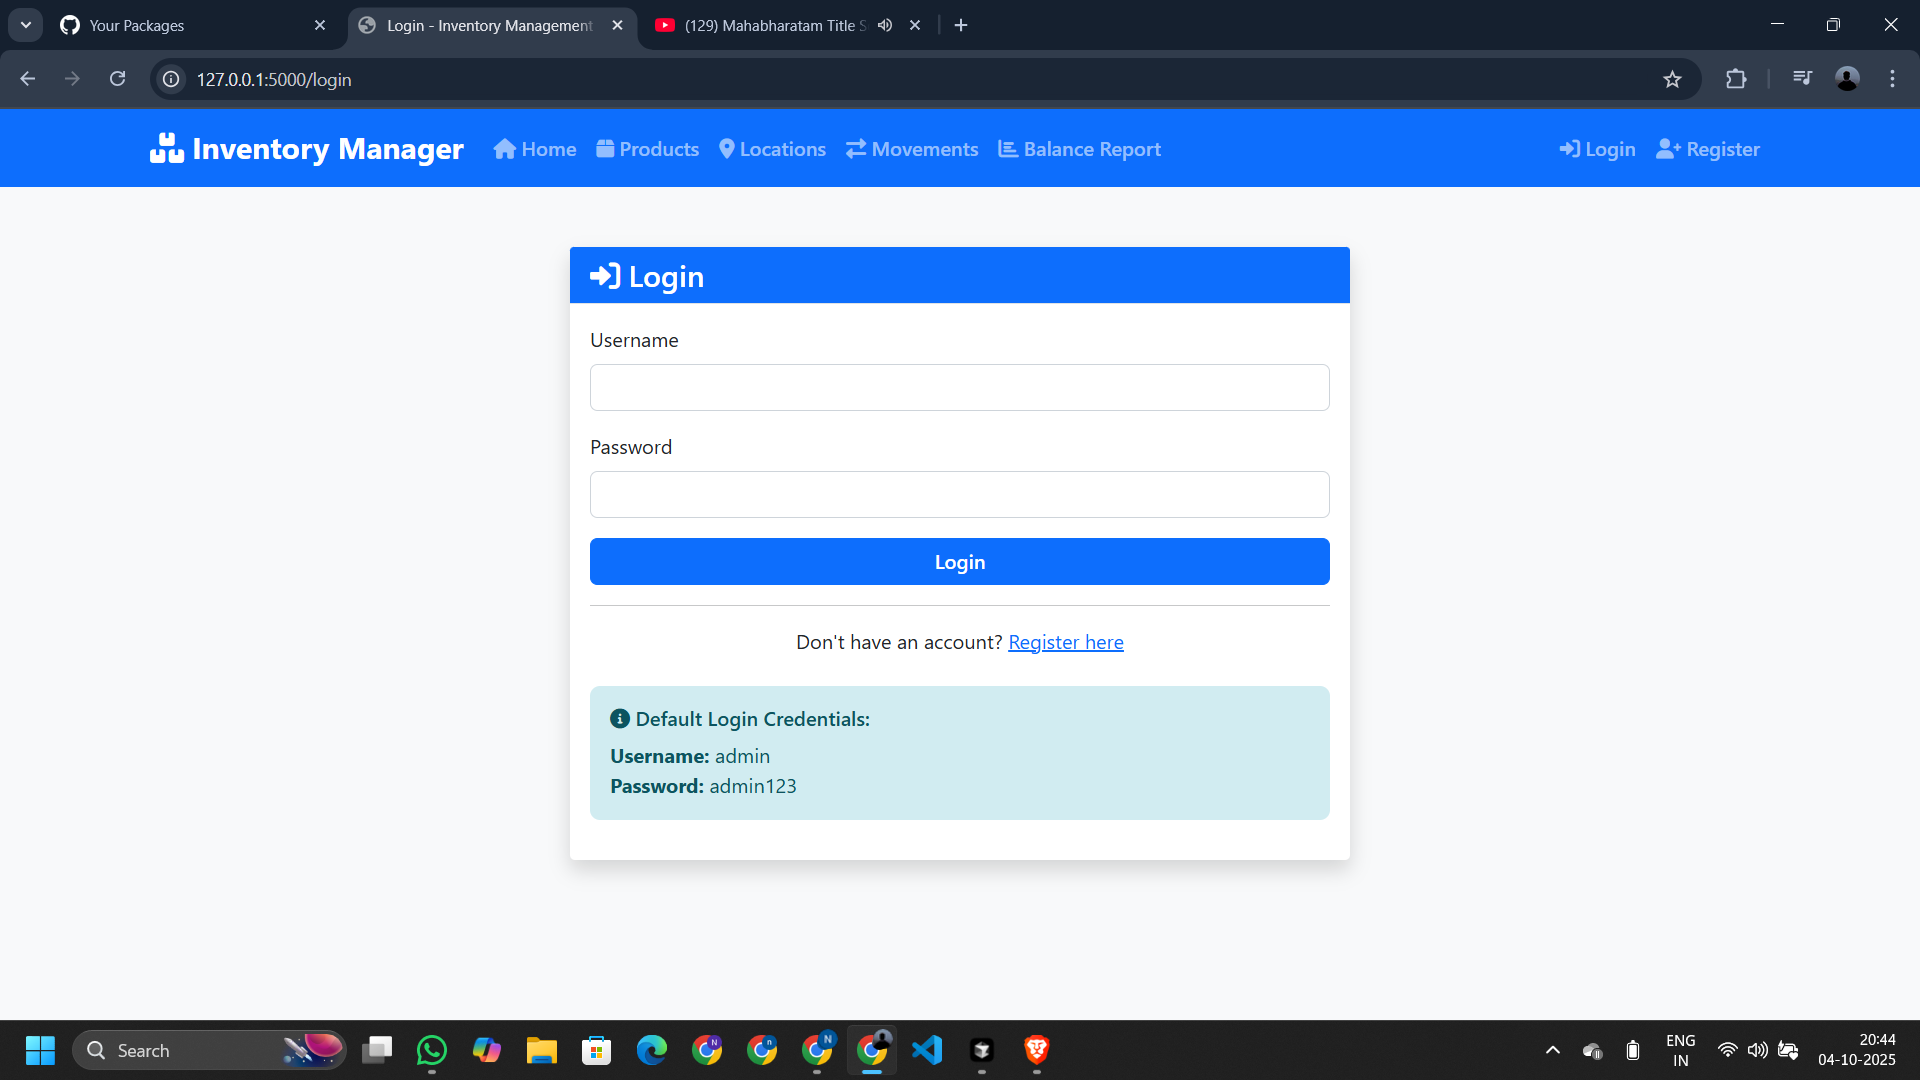 Your Packages
Login - Inventory Management
(129) Mahabharatam Title S
127.0.0.1:5000/login
Inventory Manager
Home
Products
Locations
Movements
Balance Report
Login
Register
Login
Username
Password
Login
Don't have an account? Register here
Default Login Credentials:
Username: admin
Password: admin123
Search
N
n
N
ENG
IN
20:44
04-10-2025